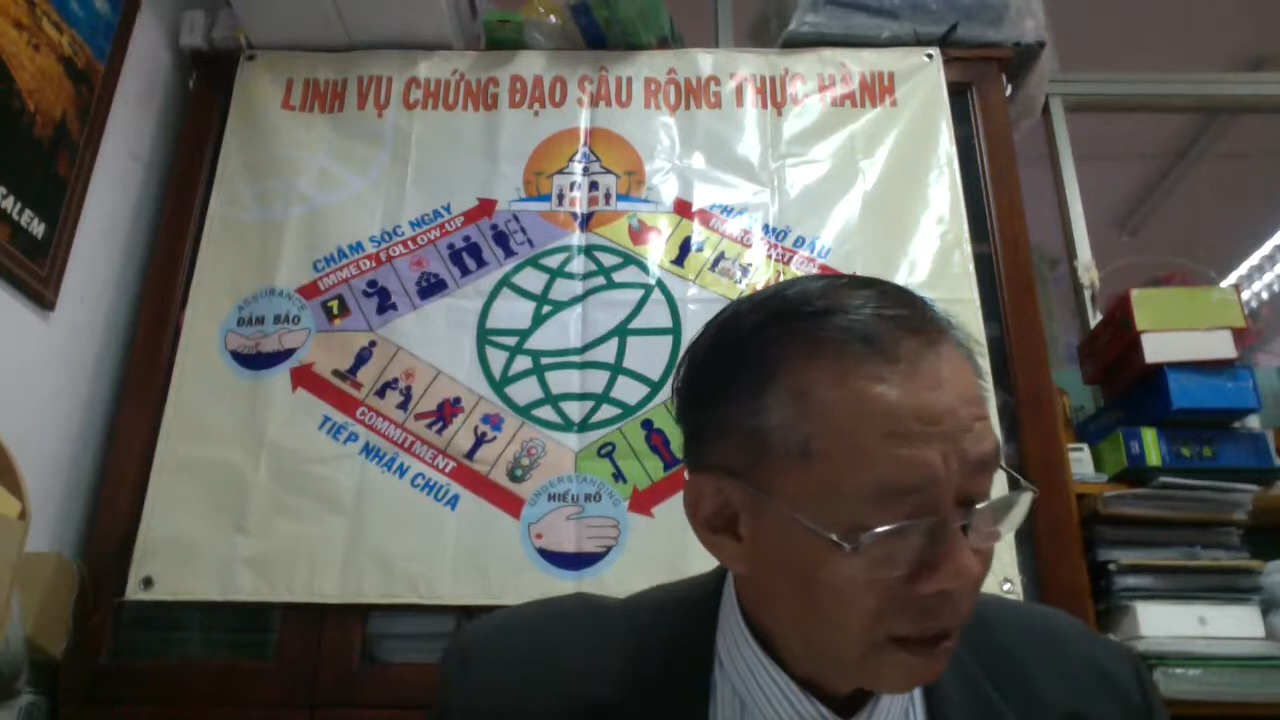 LINH VỤ CHỨNG ĐẠO SÂU RỘNG THỰC HÀNH
CHĂM SÓC NGAY
IMMED/ FOLLOW-UP
PHẦN MỞ ĐẦU
ASSURANCE
ĐẢM BẢO
7
COMMITMENT
TIẾP NHẬN CHÚA
UNDERSTANDING
HIỂU RÕ
SALEM